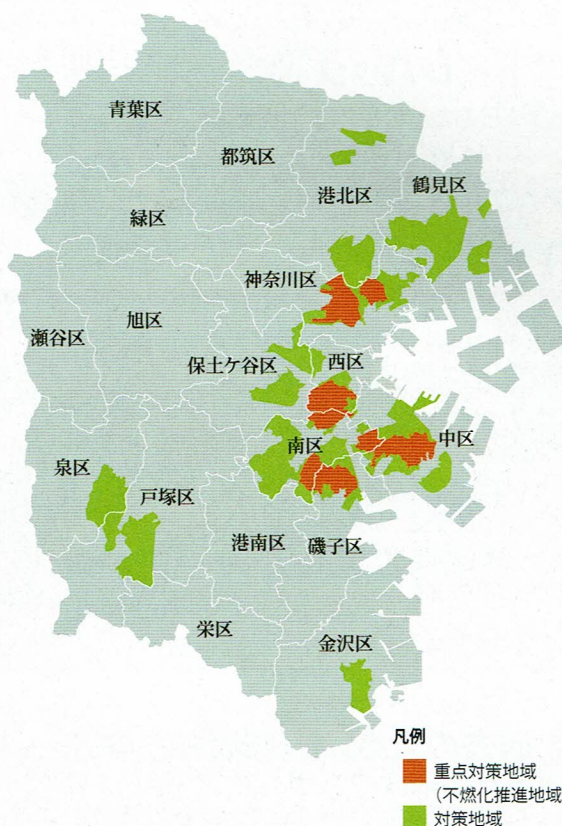 青葉区
都筑区
港北区
鶴見区
緑区
神奈川区
旭区
瀬谷区
保土ケ谷区
西区
中区
南区
泉区
戸塚区
港南区
磯子区
栄区
金沢区
凡例
重点対策地域
(不燃化推進地域
対策地域